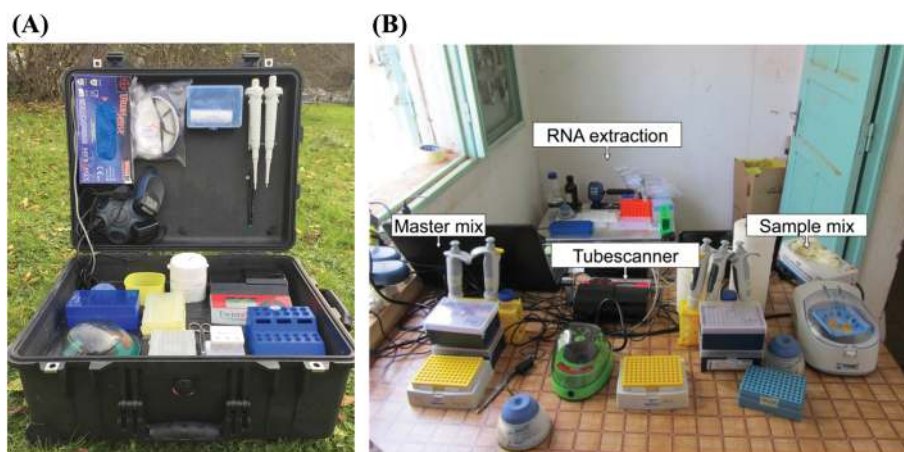 (A)
(B)
RNA extraction
Master mix
Sample mix
Tubescanner